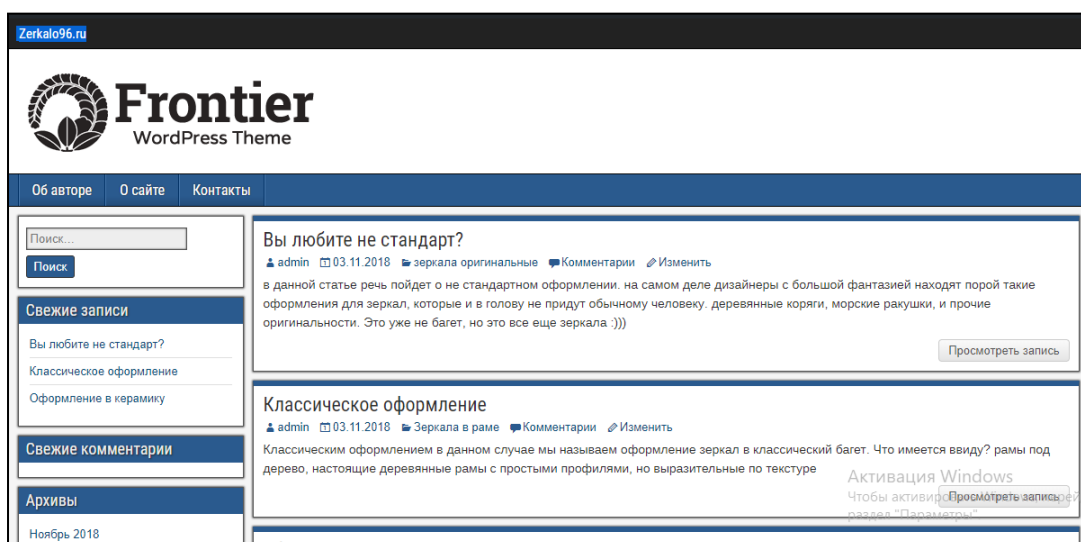 Zerkalo96.ru
Frontier
WordPress Theme
Об авторе О сайте Контакты
Поиск...
Поиск
Свежие записи
Вы любите не стандарт?
Классическое оформление
Оформление в керамику
Свежие комментарии
Архивы
Ноябрь 2018
Вы любите не стандарт?
admin 03.11.2018 зеркала оригинальные Комментарии Изменить
в данной статье речь пойдет о не стандартном оформлении. на самом деле дизайнеры с большой фантазией находят порой такие
оформления для зеркал, которые и в голову не придут обычному человеку. деревянные коряги, морские ракушки, и прочие
оригинальности. Это уже не багет, но это все еще зеркала :)))
Просмотреть запись
Классическое оформление
admin 03.11.2018 Зеркала в раме Комментарии Изменить
Классическим оформлением в данном случае мы называем оформление зеркал в классический багет. Что имеется ввиду? рамы под
дерево, настоящие деревянные рамы с простыми профилями, но выразительные по текстуре
Просмотреть запись
Активация Windows
Чтобы
раздел "Параметры"